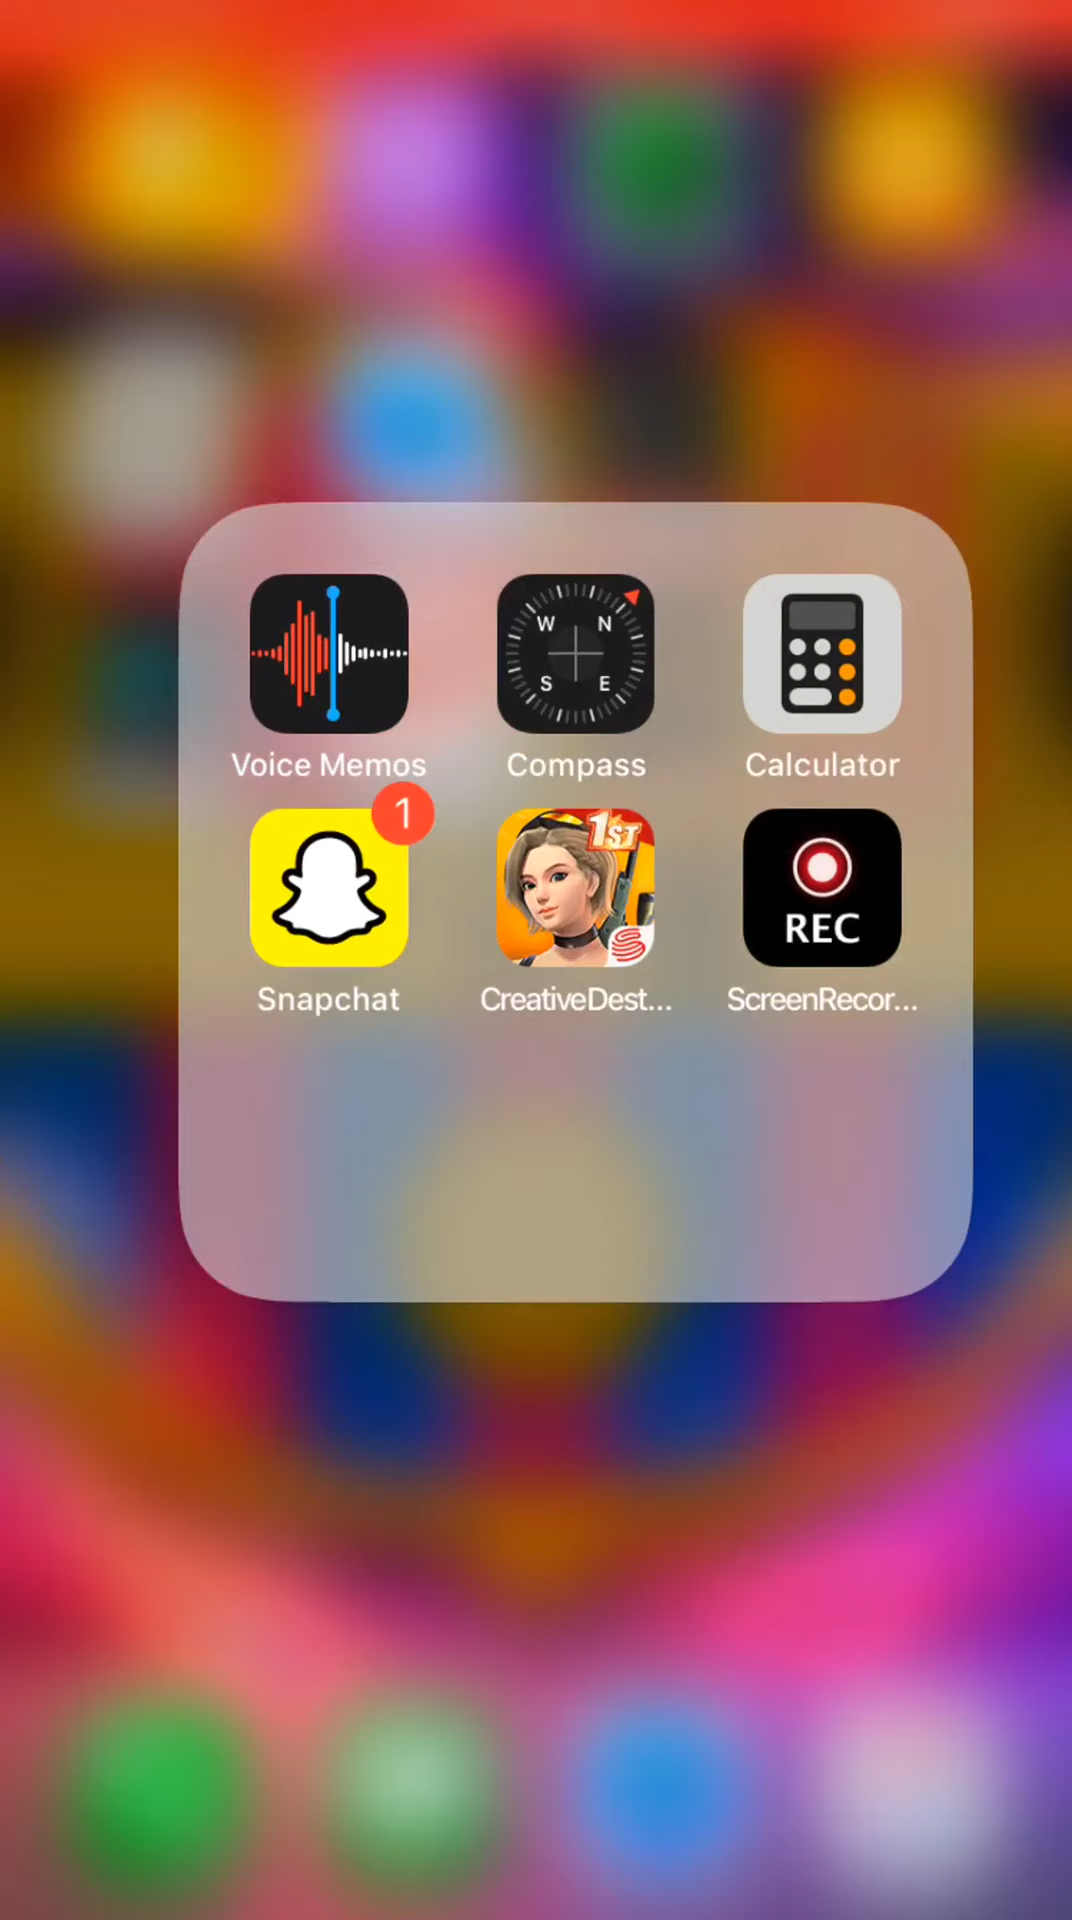 W N
S E
Voice Memos Compass Calculator
1
1ST
REC
Snapchat CreativeDest... ScreenRecor...